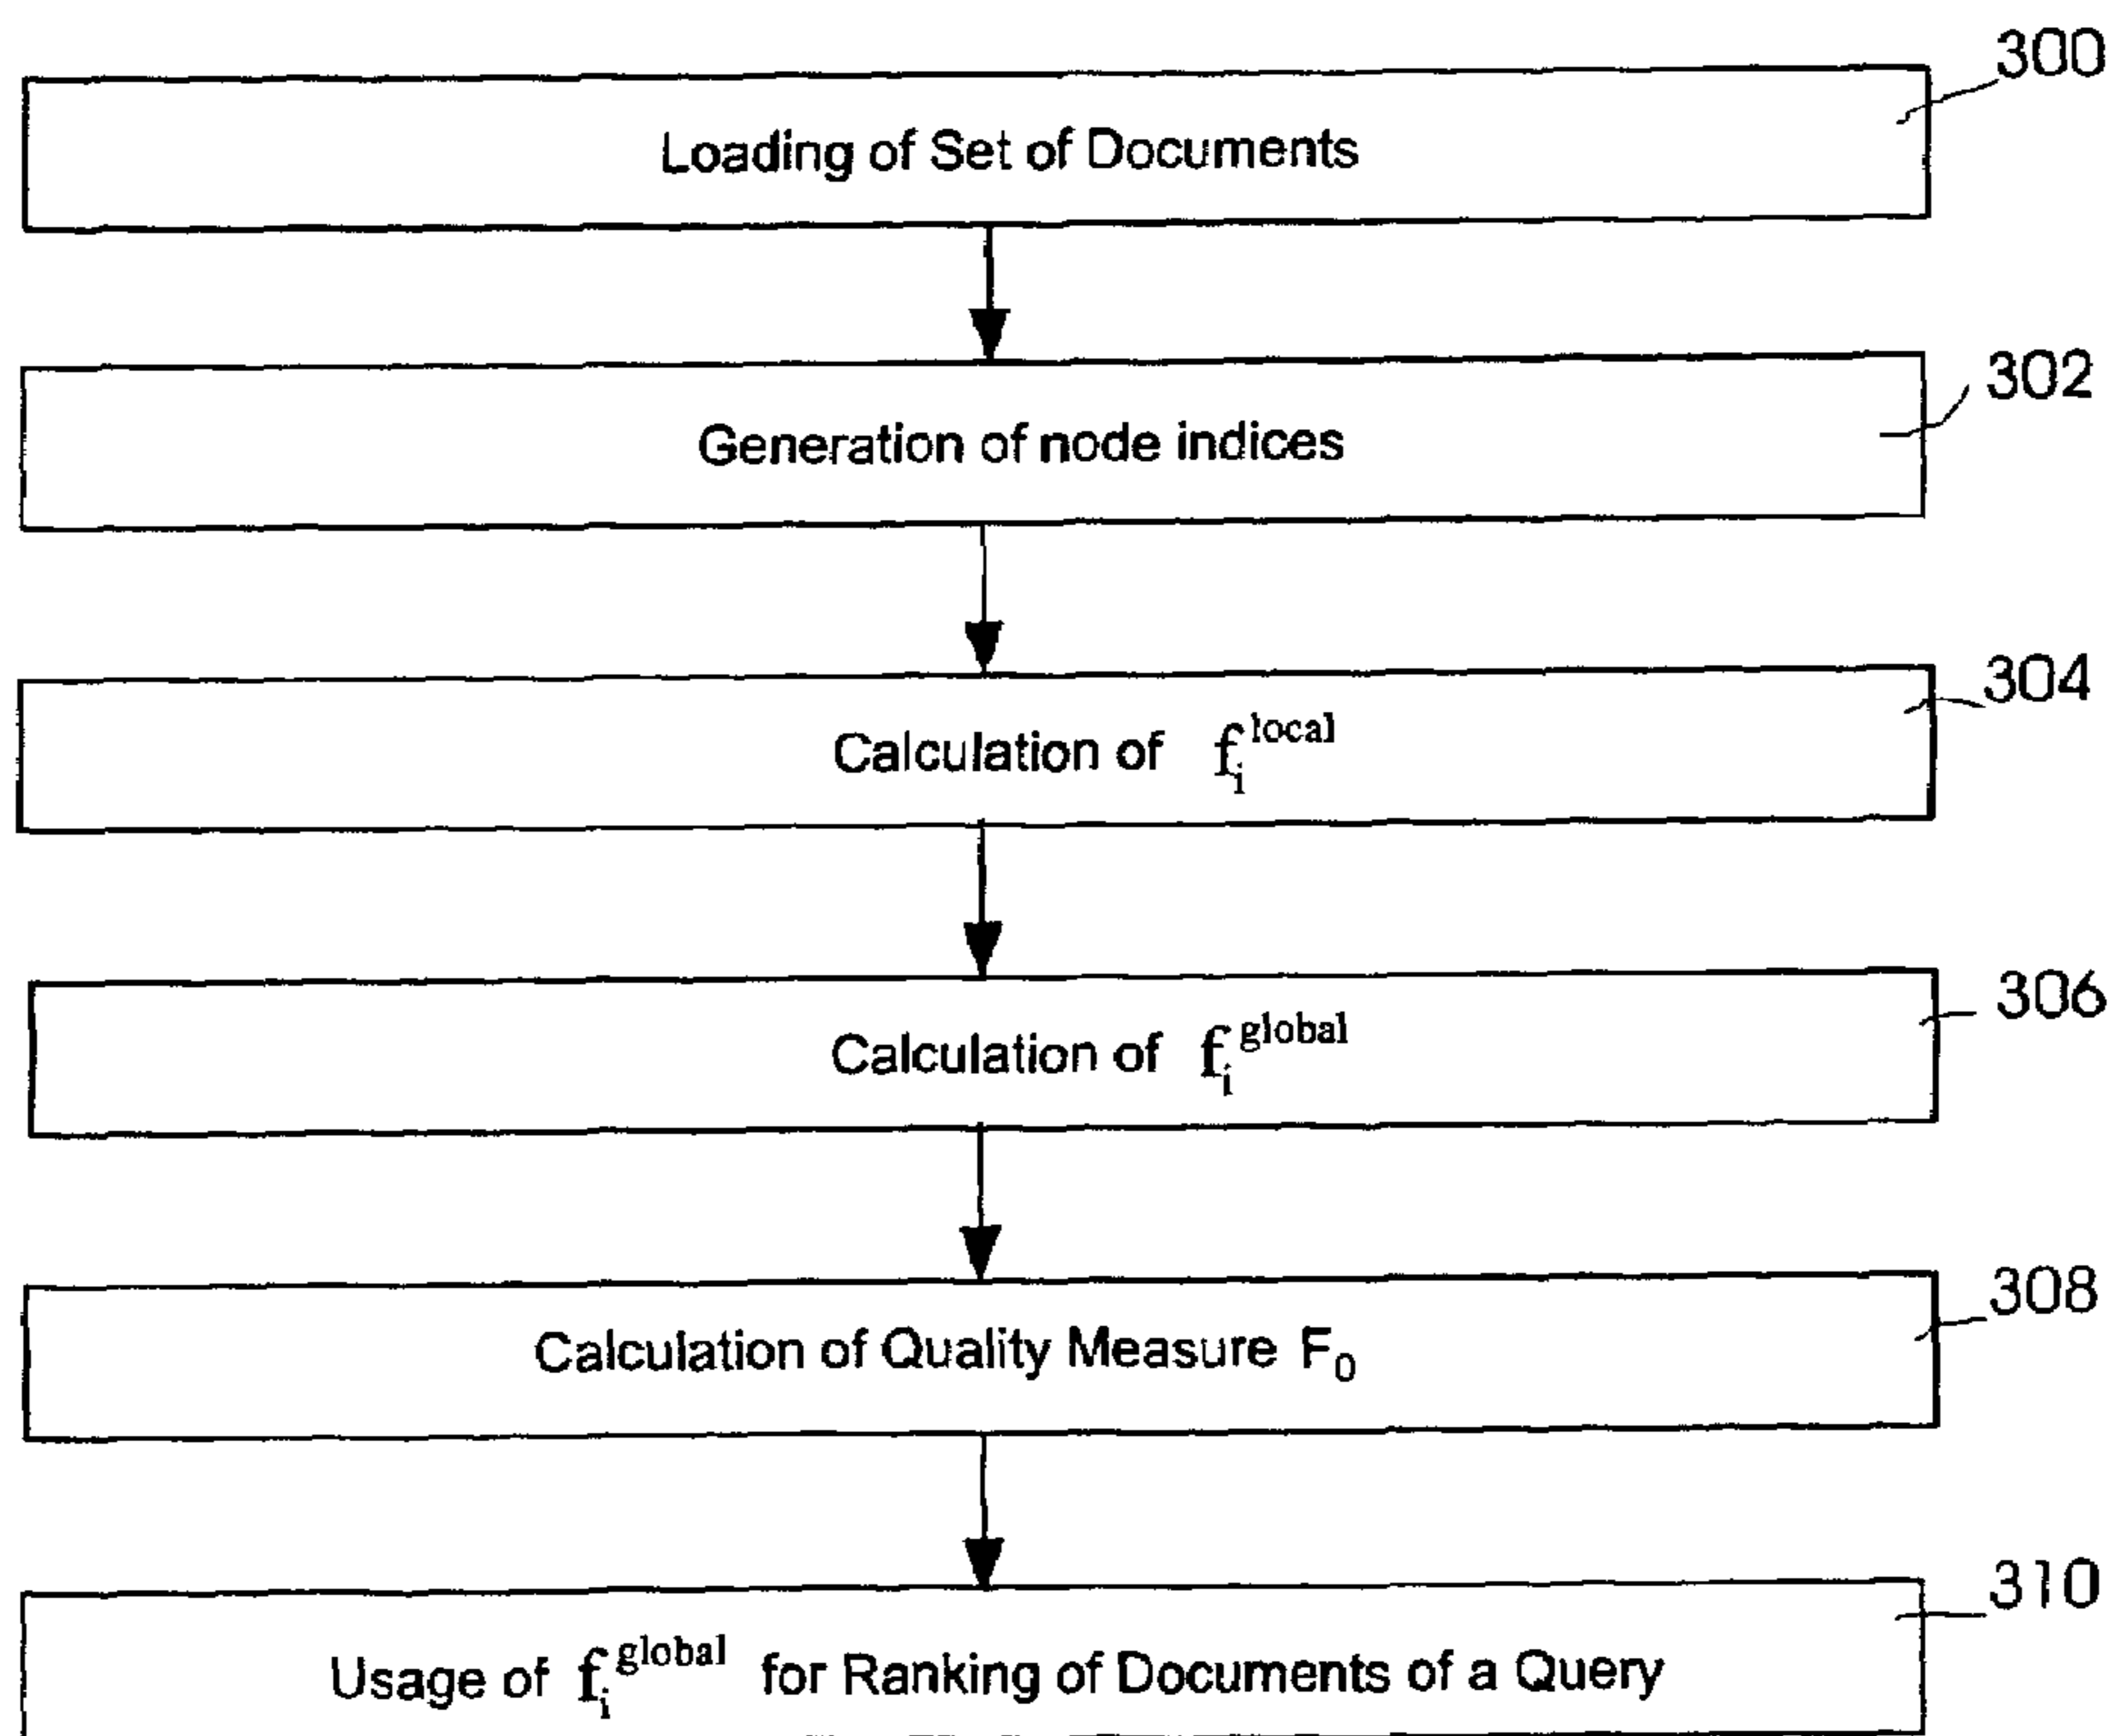 300
Loading of Set of Documents
302
Generation of node indices
304
Calculation of f_i^local
306
Calculation of f_i^global
308
Calculation of Quality Measure F_0
310
Usage of f_i^global for Ranking of Documents of a Query